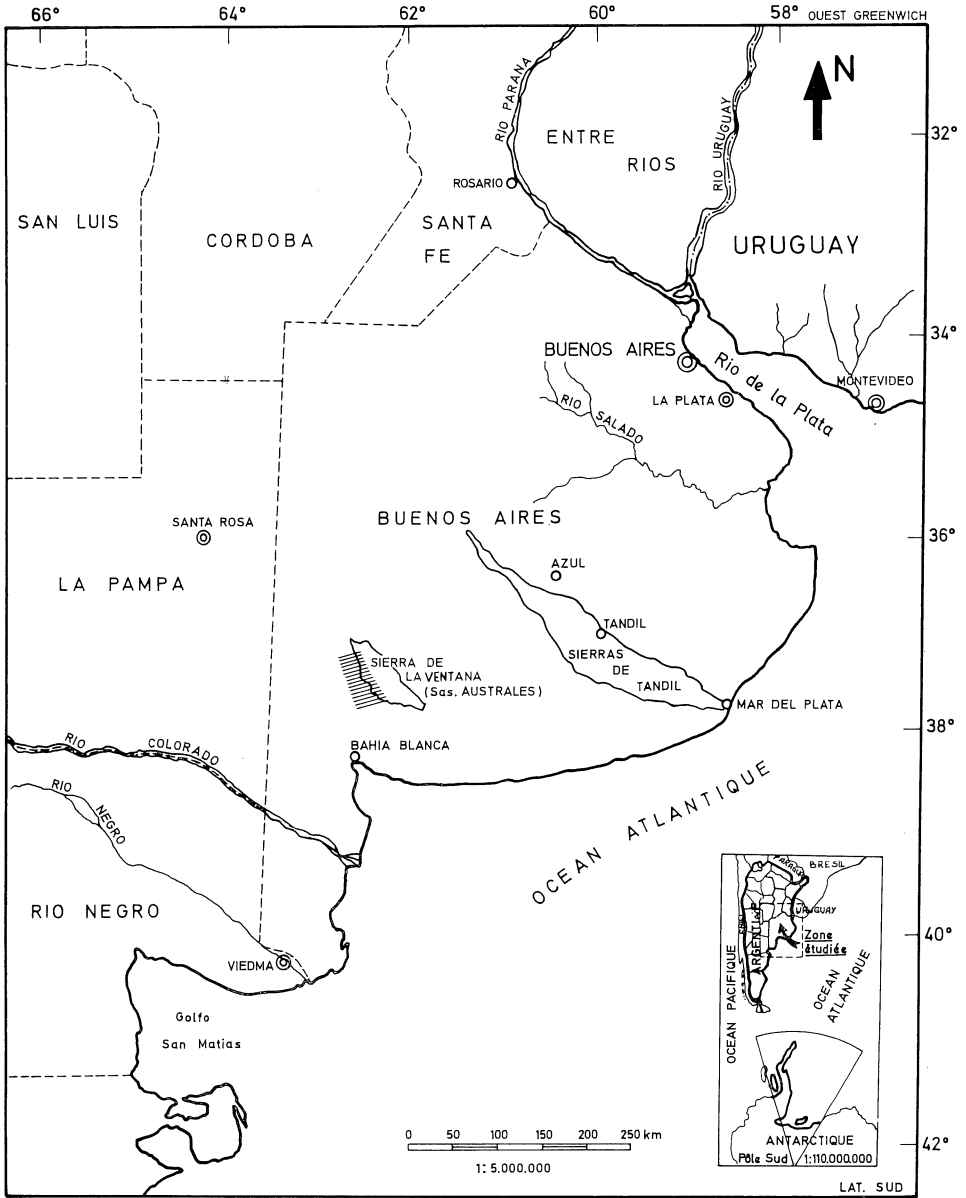 66° 64° 62° 60° 58° OUEST GREENWICH
N
RIO PARANA
RIO URUGUAY
32°
ENTRE
RIOS
ROSARIO
SAN LUIS
CORDOBA
SANTA
FE
URUGUAY
34°
BUENOS AIRES
Rio de la Plata
MONTEVIDEO
LA PLATA
RIO SALADO
SANTA ROSA
BUENOS AIRES
36°
AZUL
LA PAMPA
TANDIL
SIERRAS
DE
TANDIL
SIERRA DE
LA VENTANA
(Sas. AUSTRALES)
MAR DEL PLATA
38°
RIO COLORADO
BAHIA BLANCA
RIO NEGRO
OCEAN ATLANTIQUE
RIO NEGRO
40°
VIEDMA
Golfo
San Matias
BRESIL
URUGUAY
ARGENTINE
Zone
étudiée
OCEAN PACIFIQUE
OCEAN
ATLANTIQUE
ANTARCTIQUE
Pôle Sud 1:110.000.000
0 50 100 150 200 250 km
1: 5.000.000
42°
LAT. SUD